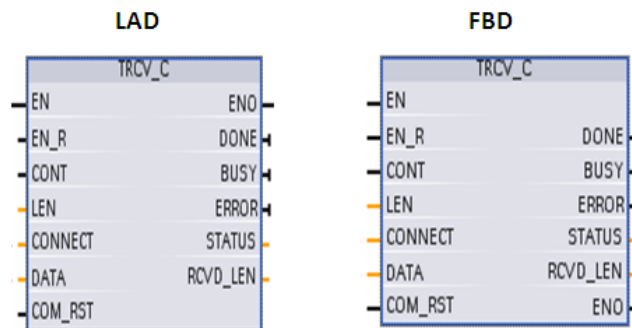 LAD FBD
TRCV_C TRCV_C
EN ENO EN
EN_R DONE EN_R DONE
CONT BUSY CONT BUSY
LEN ERROR LEN ERROR
CONNECT STATUS CONNECT STATUS
DATA RCVD_LEN DATA RCVD_LEN
COM_RST COM_RST ENO